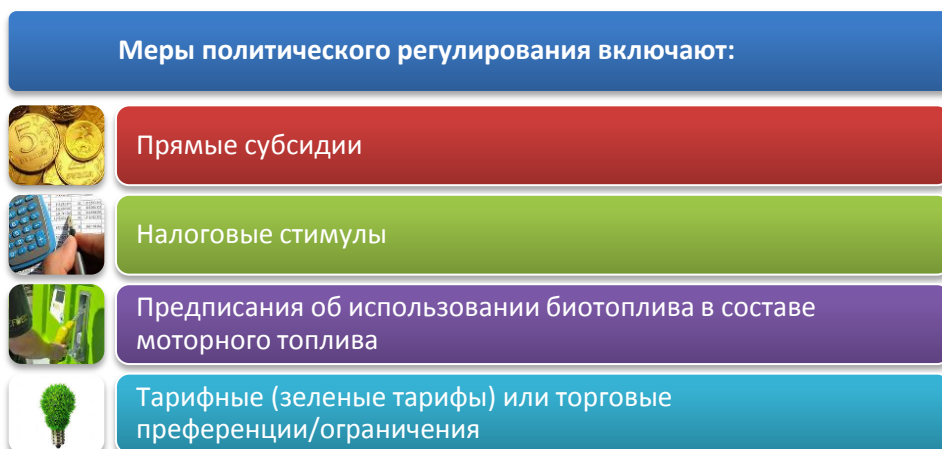 Меры политического регулирования включают:
Прямые субсидии
Налоговые стимулы
Предписания об использовании биотоплива в составе
моторного топлива
Тарифные (зеленые тарифы) или торговые
преференции/ограничения